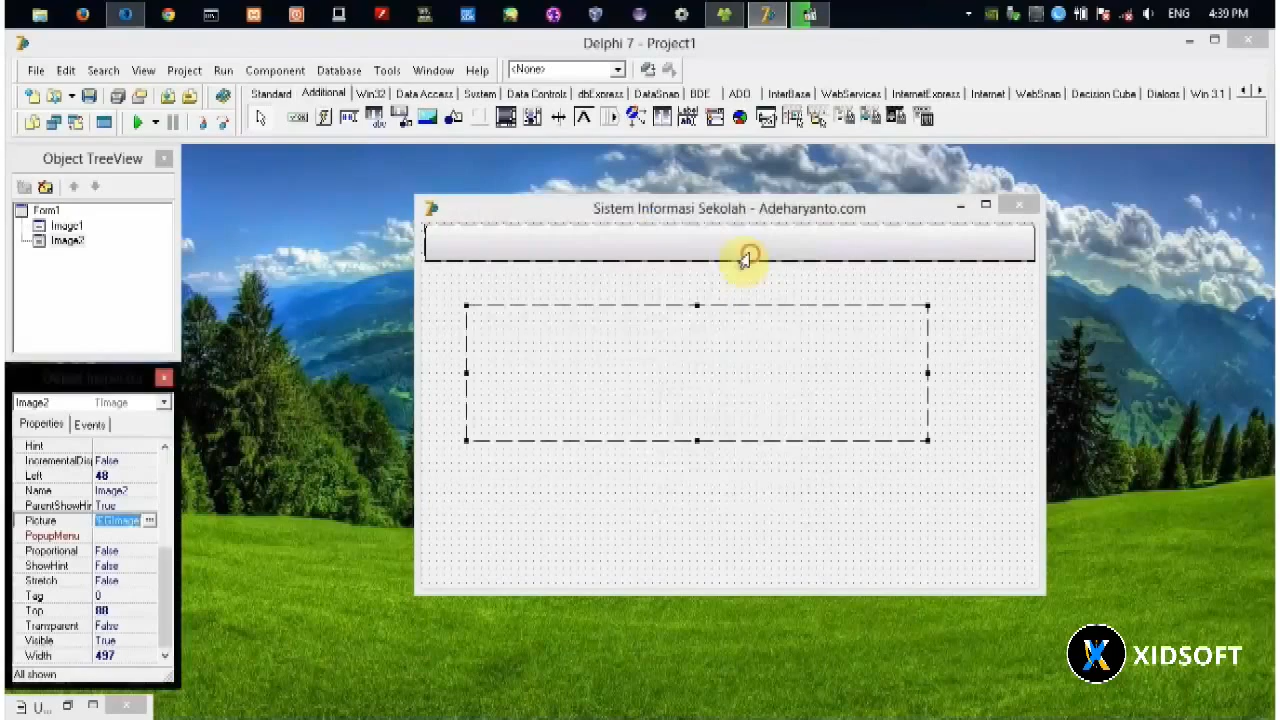 ENG 4:39 PM
Delphi 7 - Project1
File Edit Search View Project Run Component Database Tools Window Help <None>
Standard Additional Win32 Data Access System Data Controls dbExpress DataSnap BDE ADO InterBase WebServices InternetExpress Internet WebSnap Decision Cube Dialogs Win 3.1
Object TreeView
Form1
Image1
Image2
Sistem Informasi Sekolah - Adeharyanto.com
Image2 TImage
Properties Events
Hint
IncrementalDisp False
Left 48
Name Image2
ParentShowHin True
Picture
PopupMenu
Proportional False
ShowHint False
Stretch False
Tag 0
Top 88
Transparent False
Visible True
Width 497
All shown
U...
XIDSOFT